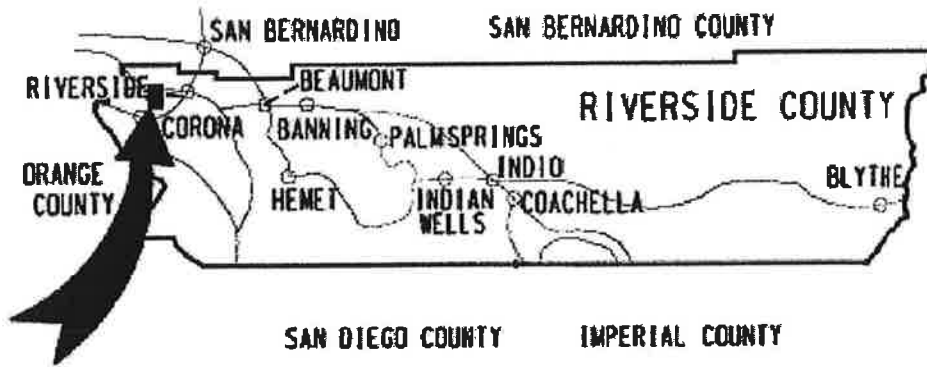 SAN BERNARDINO
SAN BERNARDINO COUNTY
RIVERSIDE
BEAUMONT
RIVERSIDE COUNTY
CORONA
BANNING
PALMSPRINGS
ORANGE
COUNTY
HEMET
INDIAN
WELLS
INDIO
COACHELLA
BLYTHE
SAN DIEGO COUNTY
IMPERIAL COUNTY